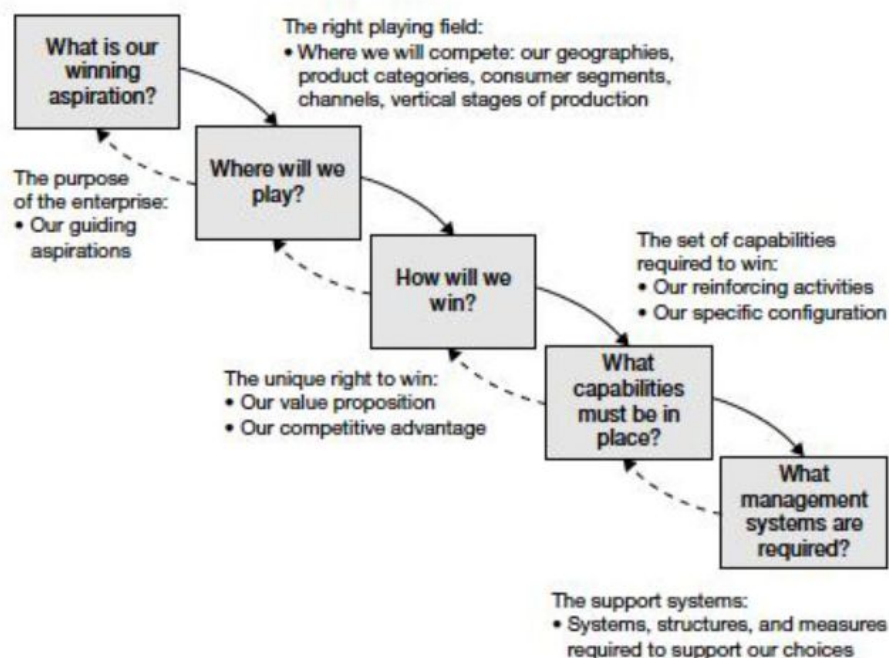 What is our
winning
aspiration?
The right playing field:
• Where we will compete: our geographies,
product categories, consumer segments,
channels, vertical stages of production
The purpose
of the enterprise:
• Our guiding
aspirations
Where will we
play?
How will we
win?
The unique right to win:
• Our value proposition
• Our competitive advantage
The set of capabilities
required to win:
• Our reinforcing activities
• Our specific configuration
What
capabilities
must be in
place?
What
management
systems are
required?
The support systems:
• Systems, structures, and measures
required to support our choices